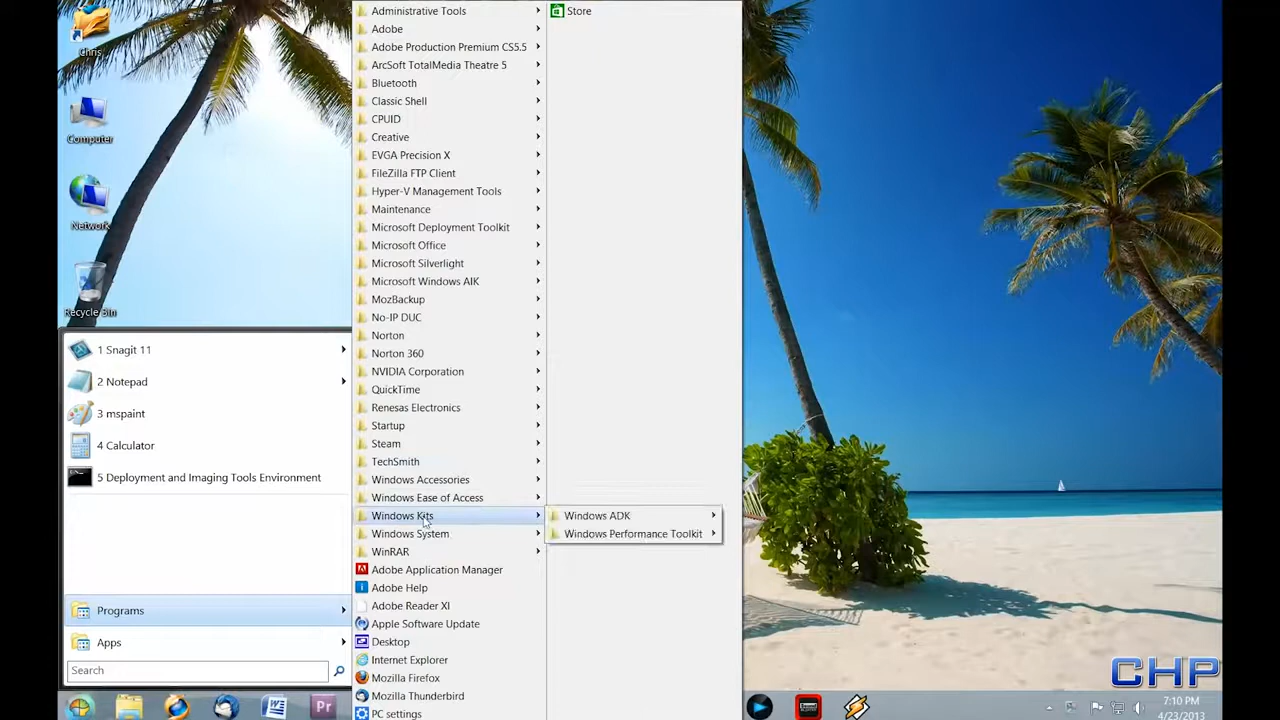 Chris
Computer
Network
Recycle Bin
1 Snagit 11
2 Notepad
3 mspaint
4 Calculator
5 Deployment and Imaging Tools Environment
Programs
Apps
Search
Administrative Tools
Adobe
Adobe Production Premium CS5.5
ArcSoft TotalMedia Theatre 5
Bluetooth
Classic Shell
CPUID
Creative
EVGA Precision X
FileZilla FTP Client
Hyper-V Management Tools
Maintenance
Microsoft Deployment Toolkit
Microsoft Office
Microsoft Silverlight
Microsoft Windows AIK
MozBackup
No-IP DUC
Norton
Norton 360
NVIDIA Corporation
QuickTime
Renesas Electronics
Startup
Steam
TechSmith
Windows Accessories
Windows Ease of Access
Windows Kits
Windows System
WinRAR
Adobe Application Manager
Adobe Help
Adobe Reader XI
Apple Software Update
Desktop
Internet Explorer
Mozilla Firefox
Mozilla Thunderbird
PC settings
Store
Windows ADK
Windows Performance Toolkit
CHP
Pr
7:10 PM
4/23/2013